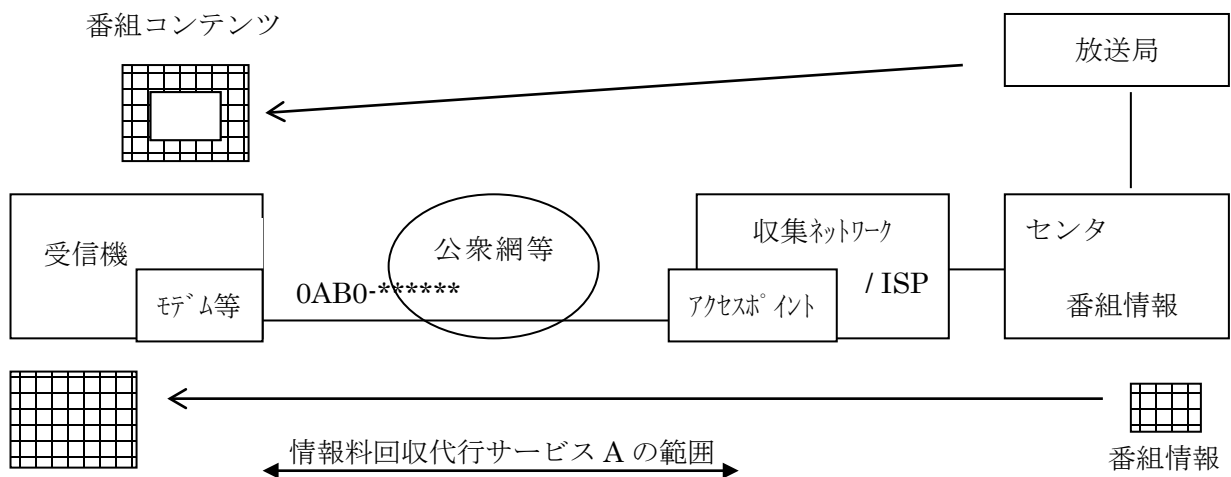 番組コンテンツ
放送局
受信機
モデム等
0AB0-******
公衆網等
収集ネットワーク
/ ISP
アクセスポイント
センタ
番組情報
情報料回収代行サービス A の範囲
番組情報